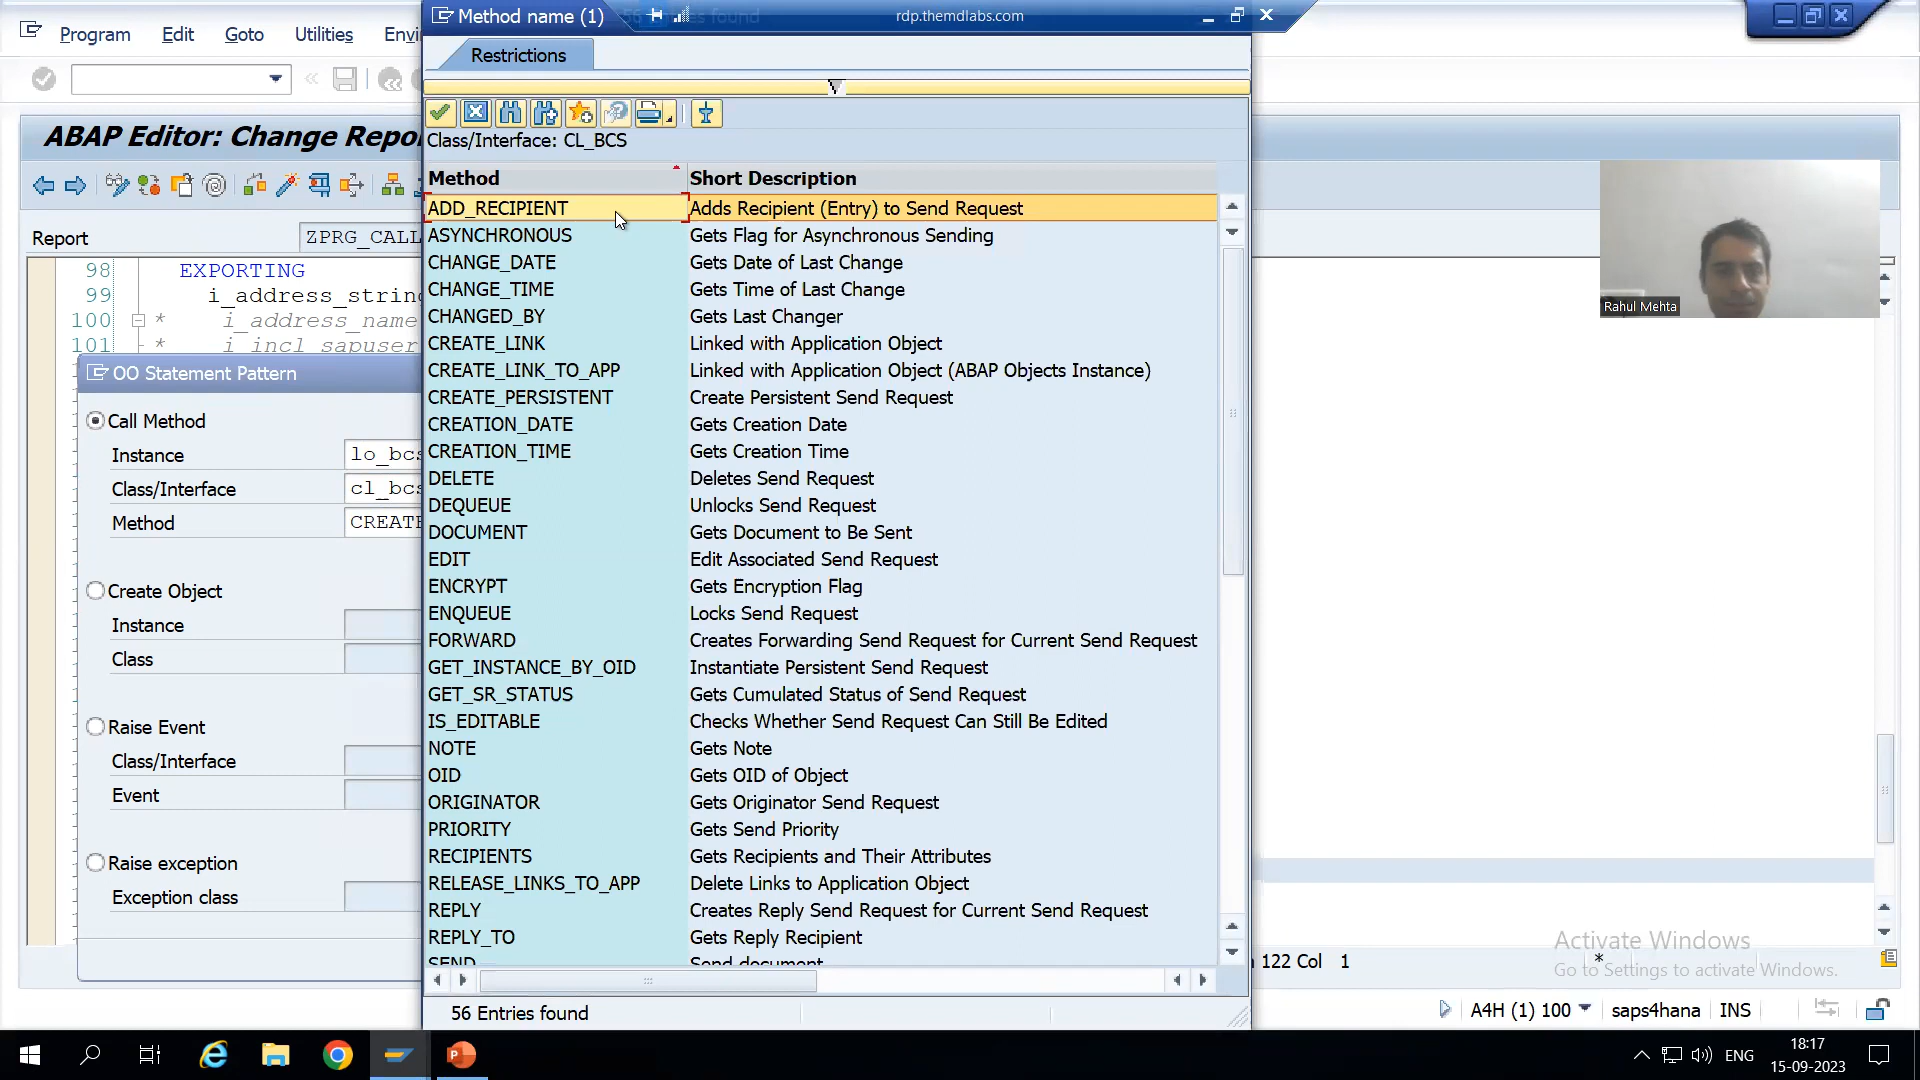 Method name (1)
56 Entries found
rdp.themdlabs.com
Program
Edit
Goto
Utilities
Envi
Restrictions
ABAP Editor: Change Repo
Class/Interface: CL_BCS
Method Short Description
Report
ZPRG_CALL
ADD_RECIPIENT Adds Recipient (Entry) to Send Request
ASYNCHRONOUS Gets Flag for Asynchronous Sending
CHANGE_DATE Gets Date of Last Change
CHANGE_TIME Gets Time of Last Change
CHANGED_BY Gets Last Changer
CREATE_LINK Linked with Application Object
CREATE_LINK_TO_APP Linked with Application Object (ABAP Objects Instance)
CREATE_PERSISTENT Create Persistent Send Request
CREATION_DATE Gets Creation Date
CREATION_TIME Gets Creation Time
DELETE Deletes Send Request
DEQUEUE Unlocks Send Request
DOCUMENT Gets Document to Be Sent
EDIT Edit Associated Send Request
ENCRYPT Gets Encryption Flag
ENQUEUE Locks Send Request
FORWARD Creates Forwarding Send Request for Current Send Request
GET_INSTANCE_BY_OID Instantiate Persistent Send Request
GET_SR_STATUS Gets Cumulated Status of Send Request
IS_EDITABLE Checks Whether Send Request Can Still Be Edited
NOTE Gets Note
OID Gets OID of Object
ORIGINATOR Gets Originator Send Request
PRIORITY Gets Send Priority
RECIPIENTS Gets Recipients and Their Attributes
RELEASE_LINKS_TO_APP Delete Links to Application Object
REPLY Creates Reply Send Request for Current Send Request
REPLY_TO Gets Reply Recipient
SEND Send document
56 Entries found
98 EXPORTING
99 i_address_string
100 * i_address_name
101 * i_incl_sapuser
OO Statement Pattern
Call Method
Instance lo_bcs
Class/Interface cl_bcs
Method CREATE
Create Object
Instance
Class
Raise Event
Class/Interface
Event
Raise exception
Exception class
Rahul Mehta
Activate Windows
Go to Settings to activate Windows.
122 Col 1
*
A4H (1) 100
saps4hana
INS
ENG
18:17
15-09-2023